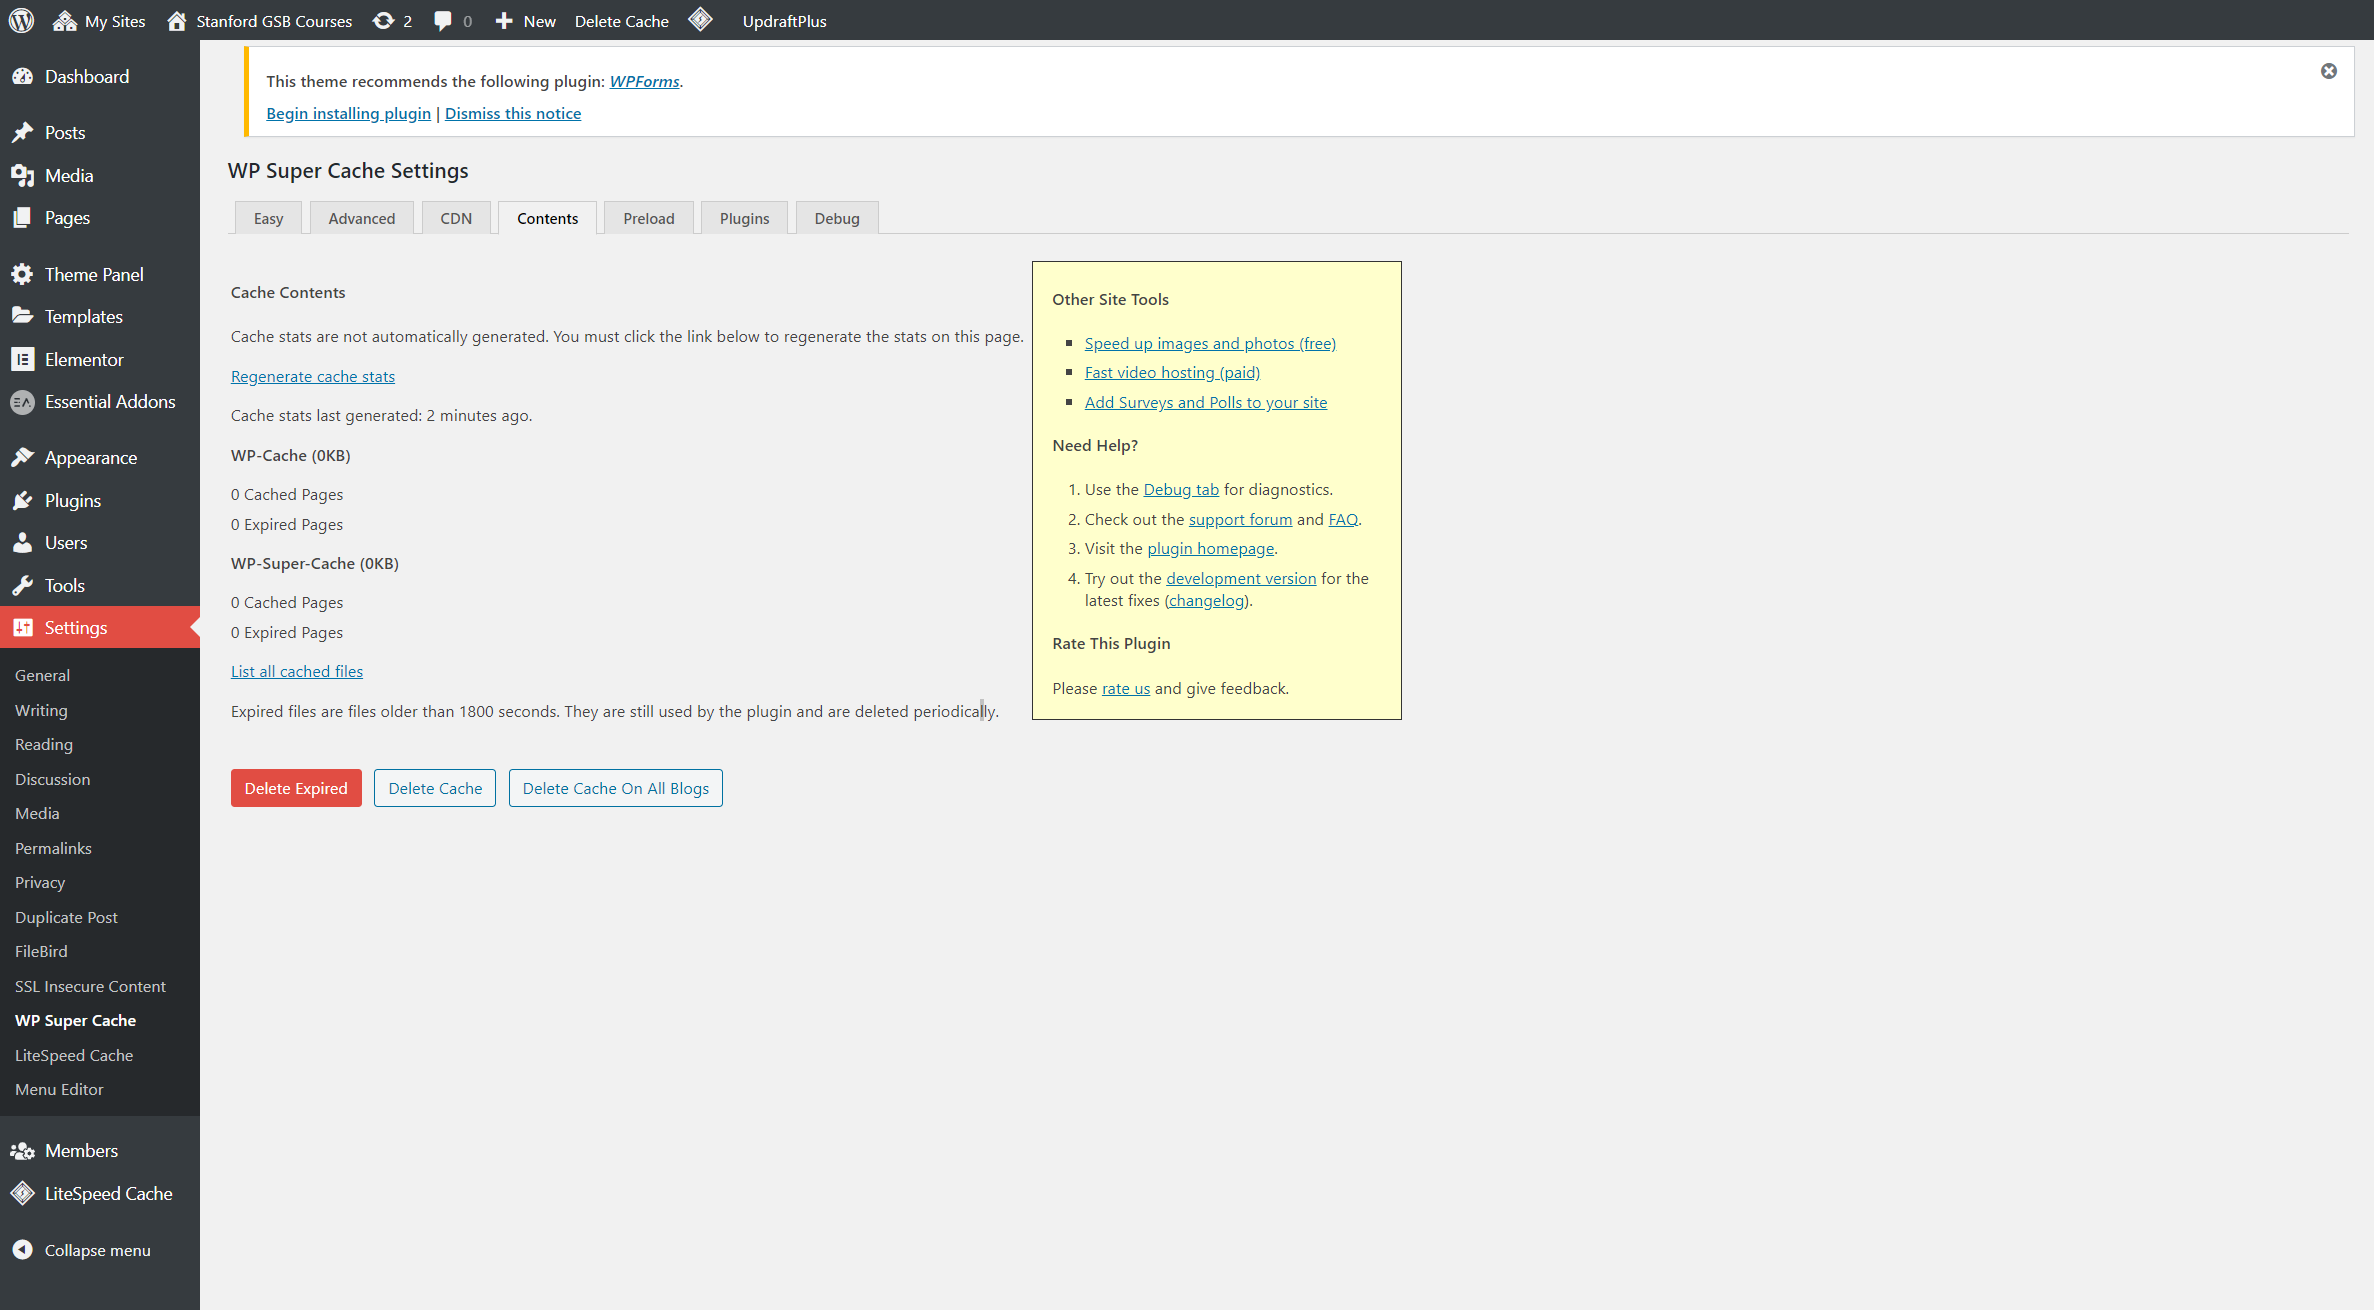 My Sites Stanford GSB Courses 2 0 New Delete Cache UpdraftPlus
Dashboard
Posts
Media
Pages
Theme Panel
Templates
Elementor
Essential Addons
Appearance
Plugins
Users
Tools
Settings
General
Writing
Reading
Discussion
Media
Permalinks
Privacy
Duplicate Post
FileBird
SSL Insecure Content
WP Super Cache
LiteSpeed Cache
Menu Editor
Members
LiteSpeed Cache
Collapse menu
This theme recommends the following plugin: WPForms.
Begin installing plugin | Dismiss this notice
WP Super Cache Settings
Easy Advanced CDN Contents Preload Plugins Debug
Cache Contents
Cache stats are not automatically generated. You must click the link below to regenerate the stats on this page.
Regenerate cache stats
Cache stats last generated: 2 minutes ago.
WP-Cache (0KB)
0 Cached Pages
0 Expired Pages
WP-Super-Cache (0KB)
0 Cached Pages
0 Expired Pages
List all cached files
Expired files are files older than 1800 seconds. They are still used by the plugin and are deleted periodically.
Delete Expired Delete Cache Delete Cache On All Blogs
Other Site Tools
Speed up images and photos (free)
Fast video hosting (paid)
Add Surveys and Polls to your site
Need Help?
1. Use the Debug tab for diagnostics.
2. Check out the support forum and FAQ.
3. Visit the plugin homepage.
4. Try out the development version for the
latest fixes (changelog).
Rate This Plugin
Please rate us and give feedback.